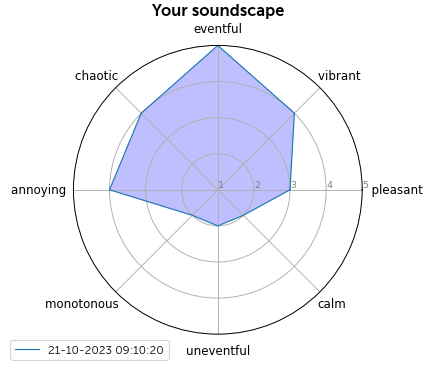 Your soundscape
eventful
chaotic
vibrant
annoying
1
2
3
4
5
pleasant
monotonous
calm
21-10-2023 09:10:20
uneventful